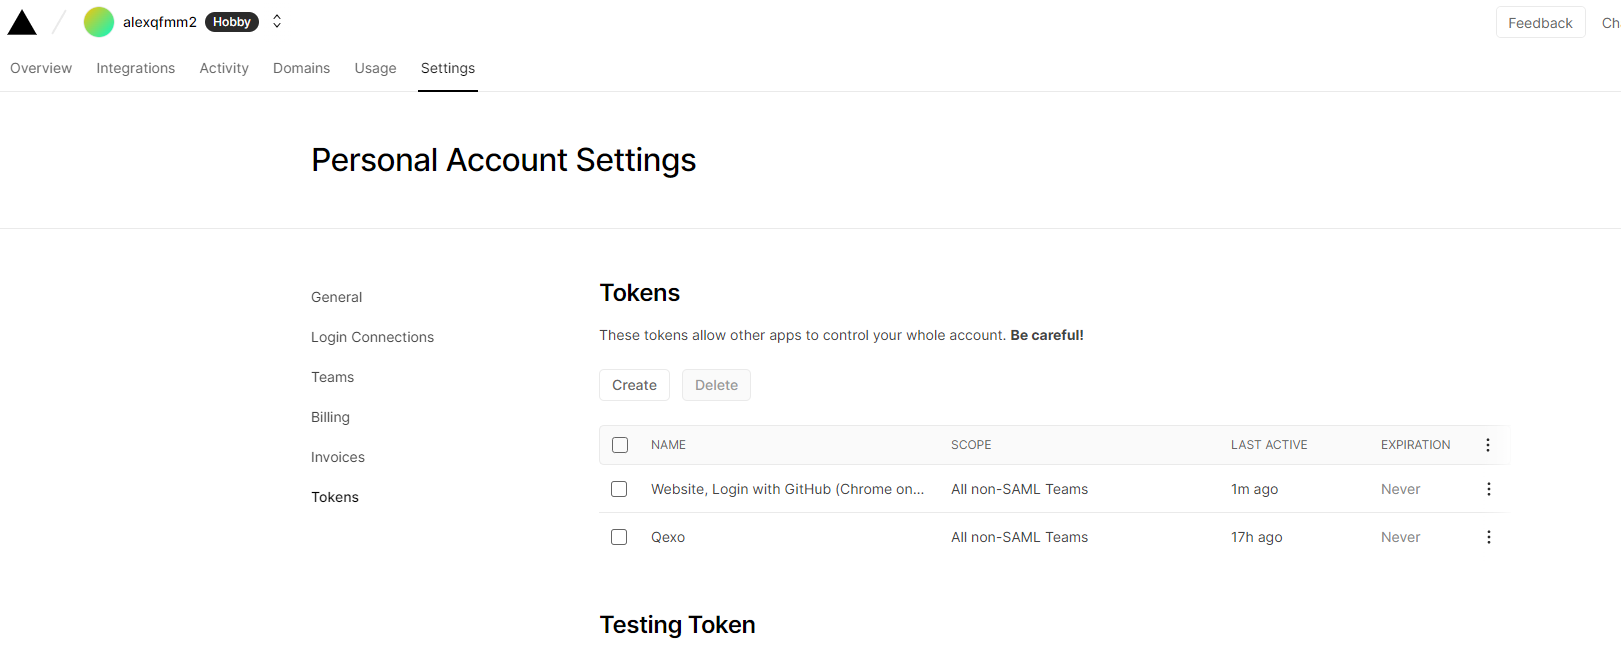 alexqfmm2 Hobby Feedback Ch
Overview Integrations Activity Domains Usage Settings
Personal Account Settings
General
Login Connections
Teams
Billing
Invoices
Tokens
Tokens
These tokens allow other apps to control your whole account. Be careful!
Create Delete
NAME SCOPE LAST ACTIVE EXPIRATION
Website, Login with GitHub (Chrome on... All non-SAML Teams 1m ago Never
Qexo All non-SAML Teams 17h ago Never
Testing Token